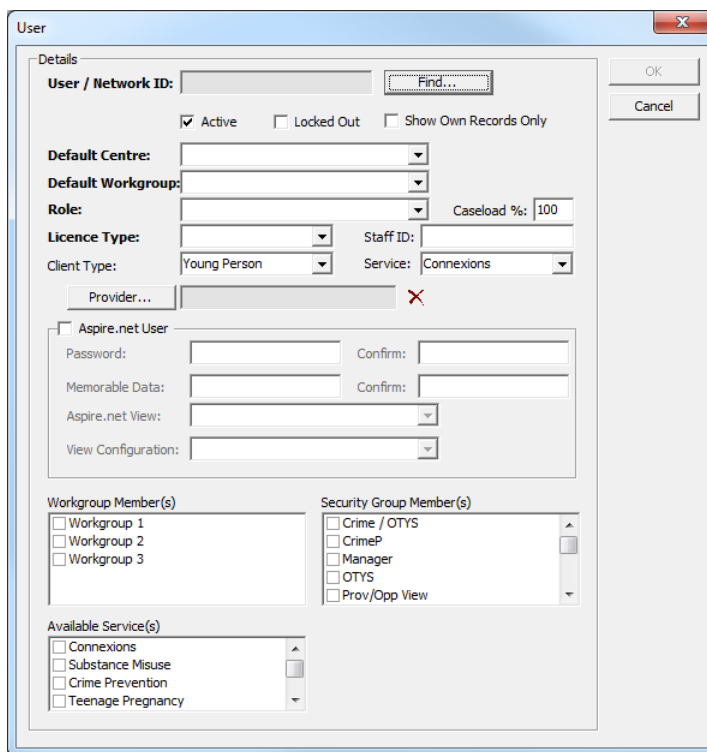 User
Details
User / Network ID: Find... OK
Active Locked Out Show Own Records Only Cancel
Default Centre:
Default Workgroup:
Role: Caseload %: 100
Licence Type: Staff ID:
Client Type: Young Person Service: Connexions
Provider...
Aspire.net User
Password: Confirm:
Memorable Data: Confirm:
Aspire.net View:
View Configuration:
Workgroup Member(s)
Workgroup 1
Workgroup 2
Workgroup 3
Security Group Member(s)
Crime / OTYS
CrimeP
Manager
OTYS
Prov/Opp View
Available Service(s)
Connexions
Substance Misuse
Crime Prevention
Teenage Pregnancy